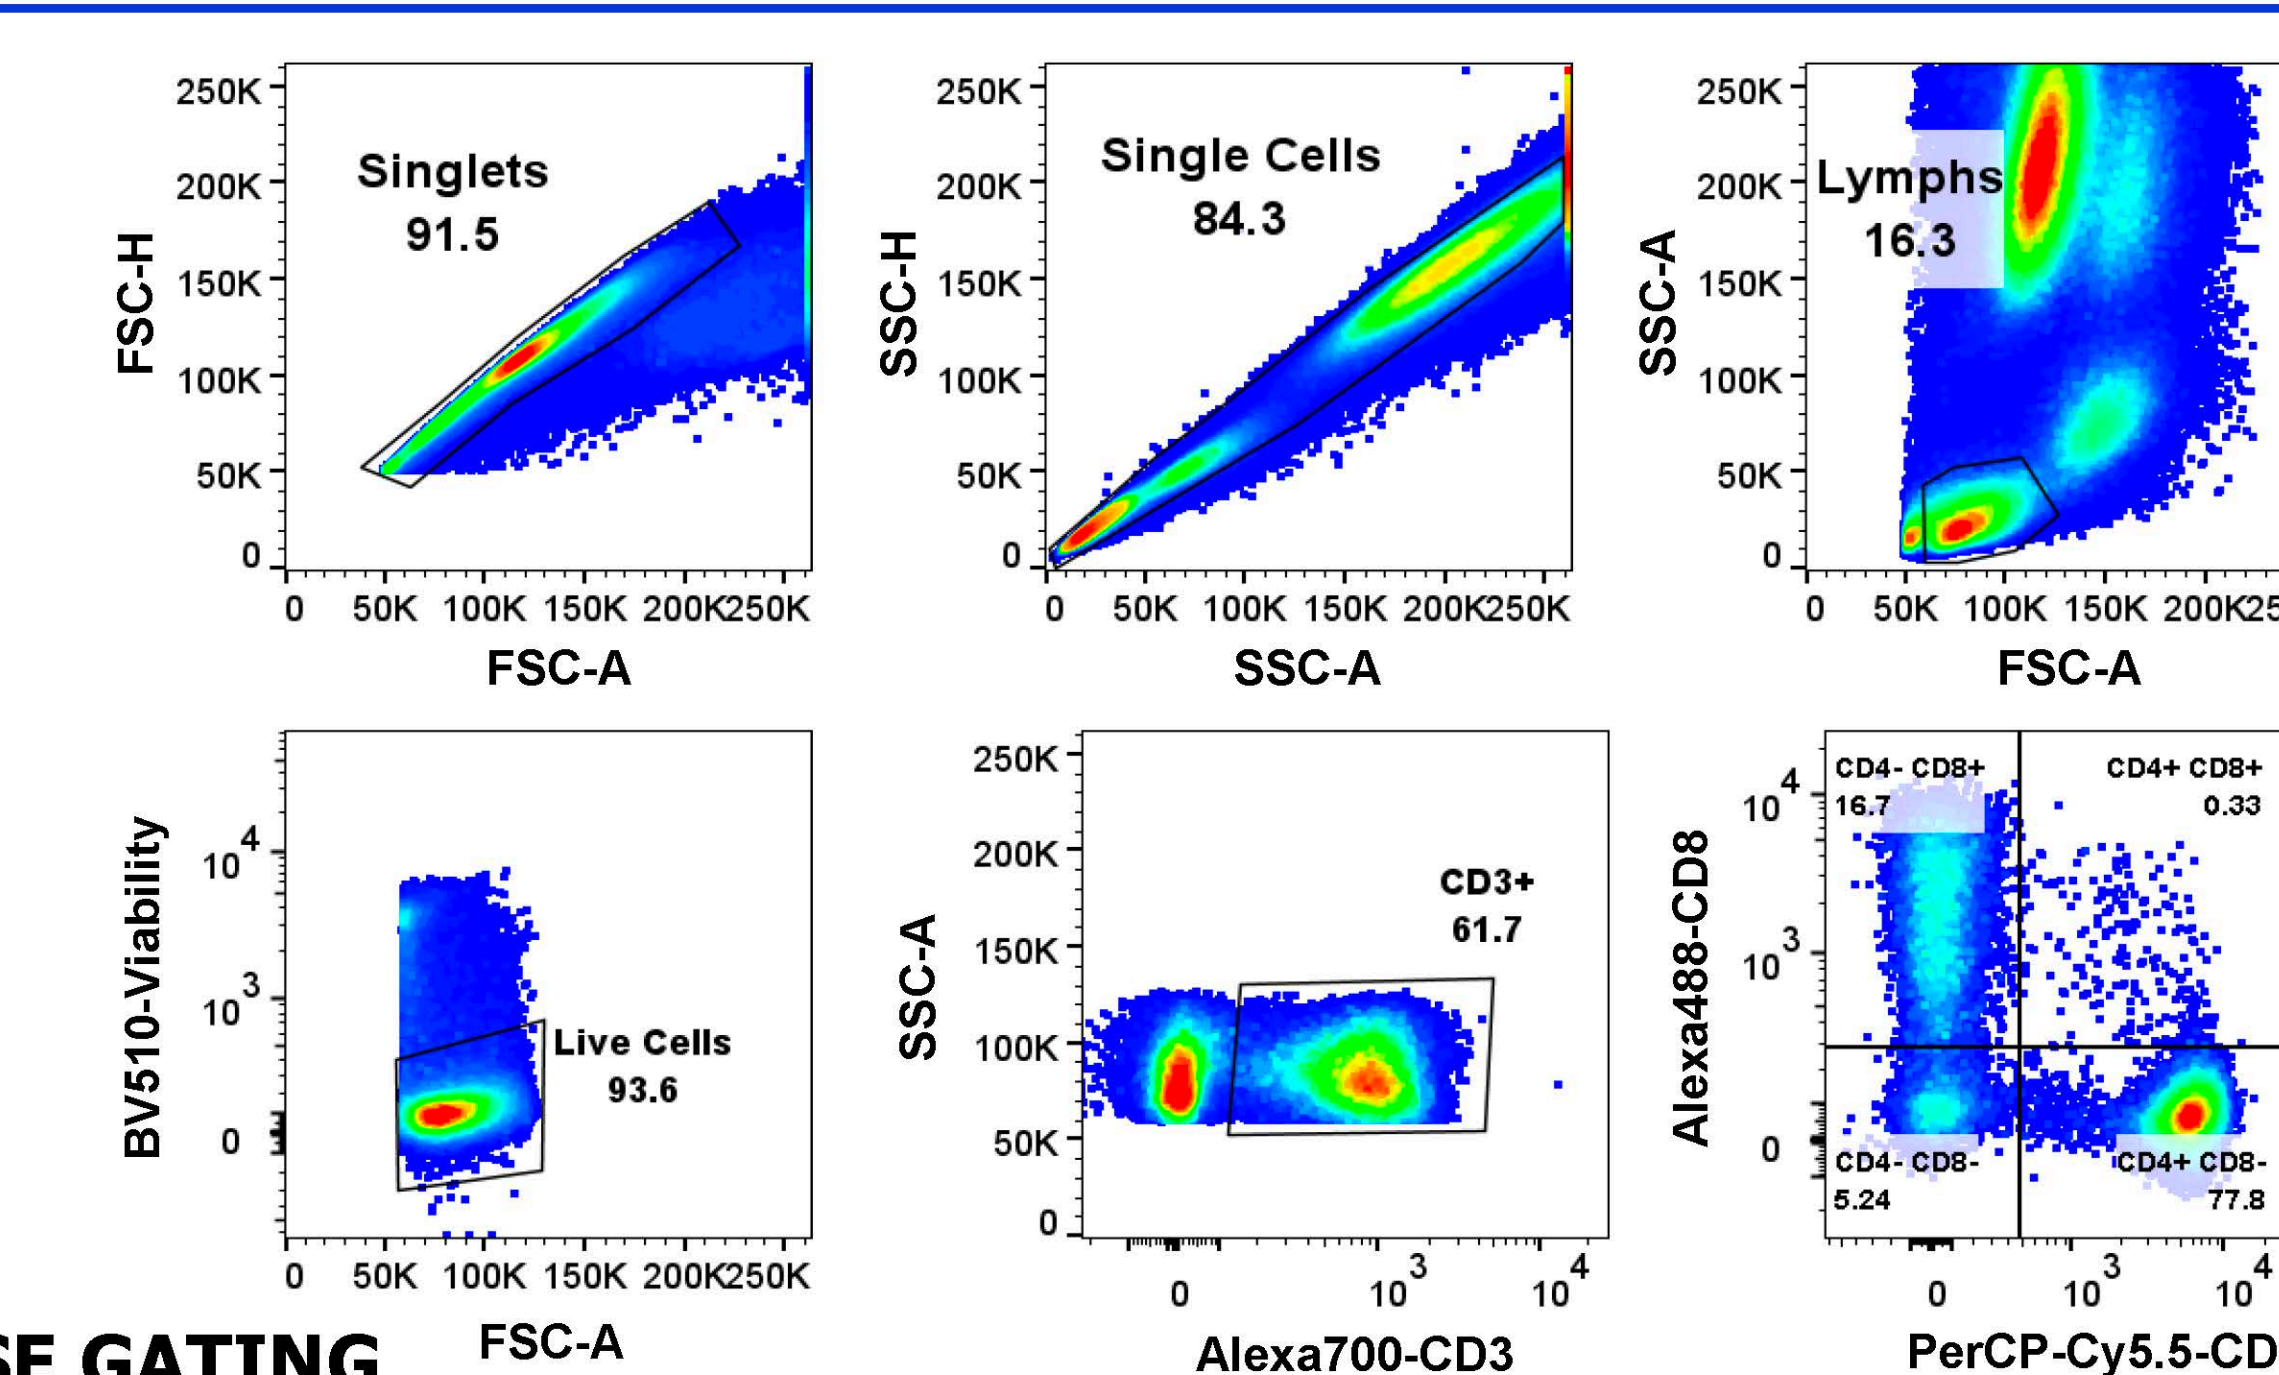 250K
200K
150K
100K
50K
0
FSC-H
Singlets
91.5
0 50K 100K 150K 200K 250K
FSC-A
250K
200K
150K
100K
50K
0
SSC-H
Single Cells
84.3
0 50K 100K 150K 200K 250K
SSC-A
250K
200K
150K
100K
50K
0
SSC-A
Lymphs
16.3
0 50K 100K 150K 200K 25
FSC-A
10^4
10^3
0
BV510-Viability
Live Cells
93.6
0 50K 100K 150K 200K 250K
FSC-A
250K
200K
150K
100K
50K
0
SSC-A
CD3+
61.7
0 10^3 10^4
Alexa700-CD3
10^4
10^3
0
Alexa488-CD8
CD4- CD8+
16.7
CD4+ CD8+
0.33
CD4- CD8-
5.24
CD4+ CD8-
77.8
0 10^3 10^4
PerCP-Cy5.5-CD
GATING